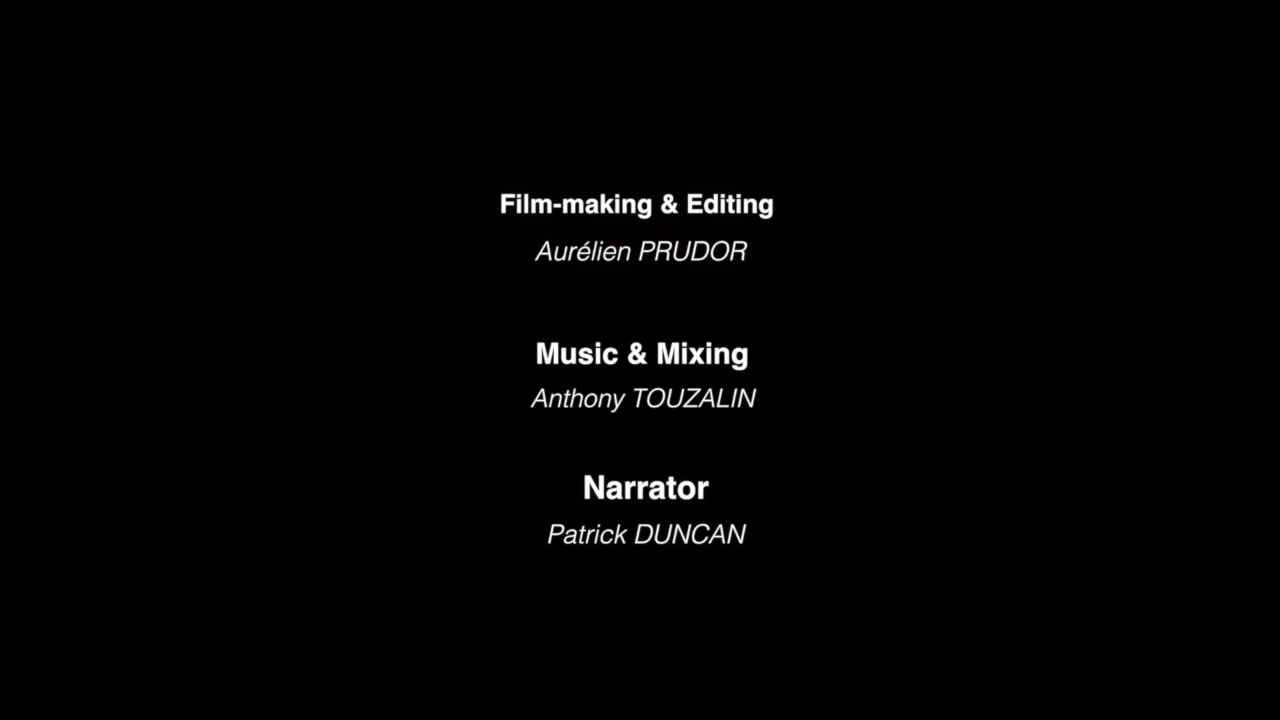 Film-making & Editing
Aurélien PRUDOR
Music & Mixing
Anthony TOUZALIN
Narrator
Patrick DUNCAN